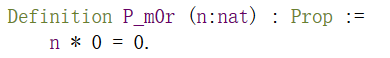 Definition P_m0r (n:nat) : Prop :=
    n * 0 = 0.